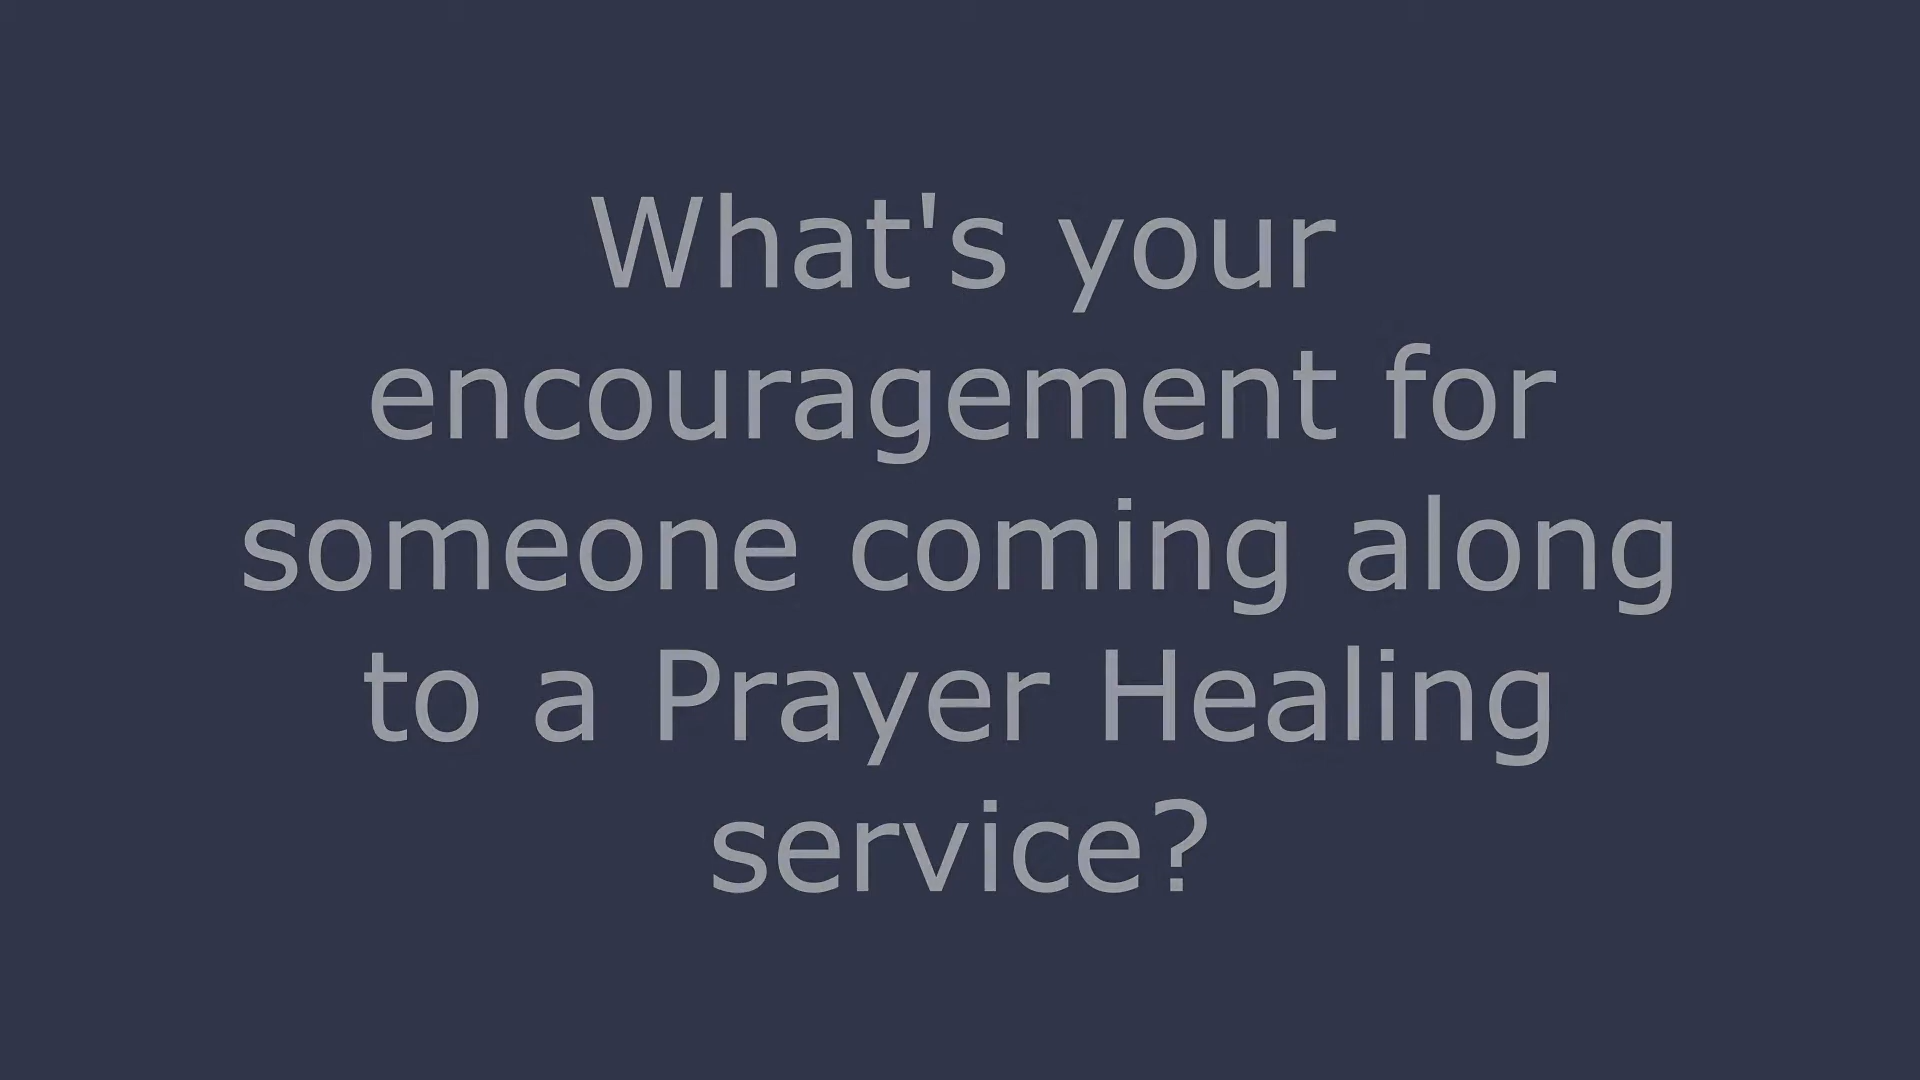 What's your
encouragement for
someone coming along
to a Prayer Healing
service?